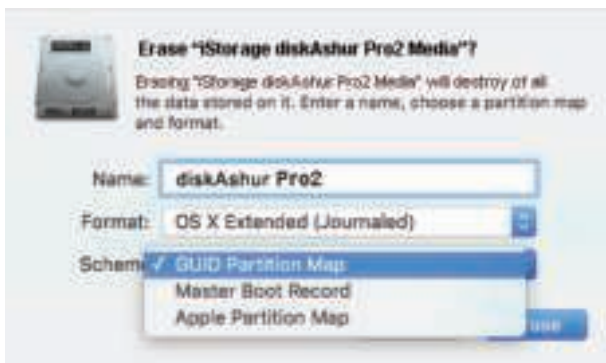 Erase “iStorage diskAshur Pro2 Media”?
Erasing “iStorage diskAshur Pro2 Media” will destroy of all
the data stored on it. Enter a name, choose a partition map
and format.
Name: diskAshur Pro2
Format: OS X Extended (Journaled)
Scheme ✓ GUID Partition Map
Master Boot Record
Apple Partition Map